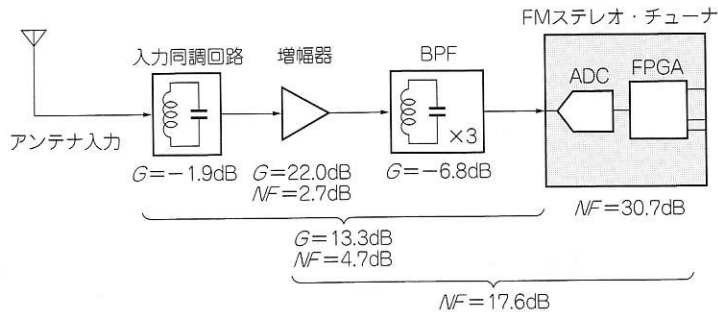 FMステレオ・チューナ
入力同調回路
増幅器
BPF
ADC
FPGA
×3
アンテナ入力
G=−1.9dB
G=22.0dB
NF=2.7dB
G=−6.8dB
NF=30.7dB
G=13.3dB
NF=4.7dB
NF=17.6dB